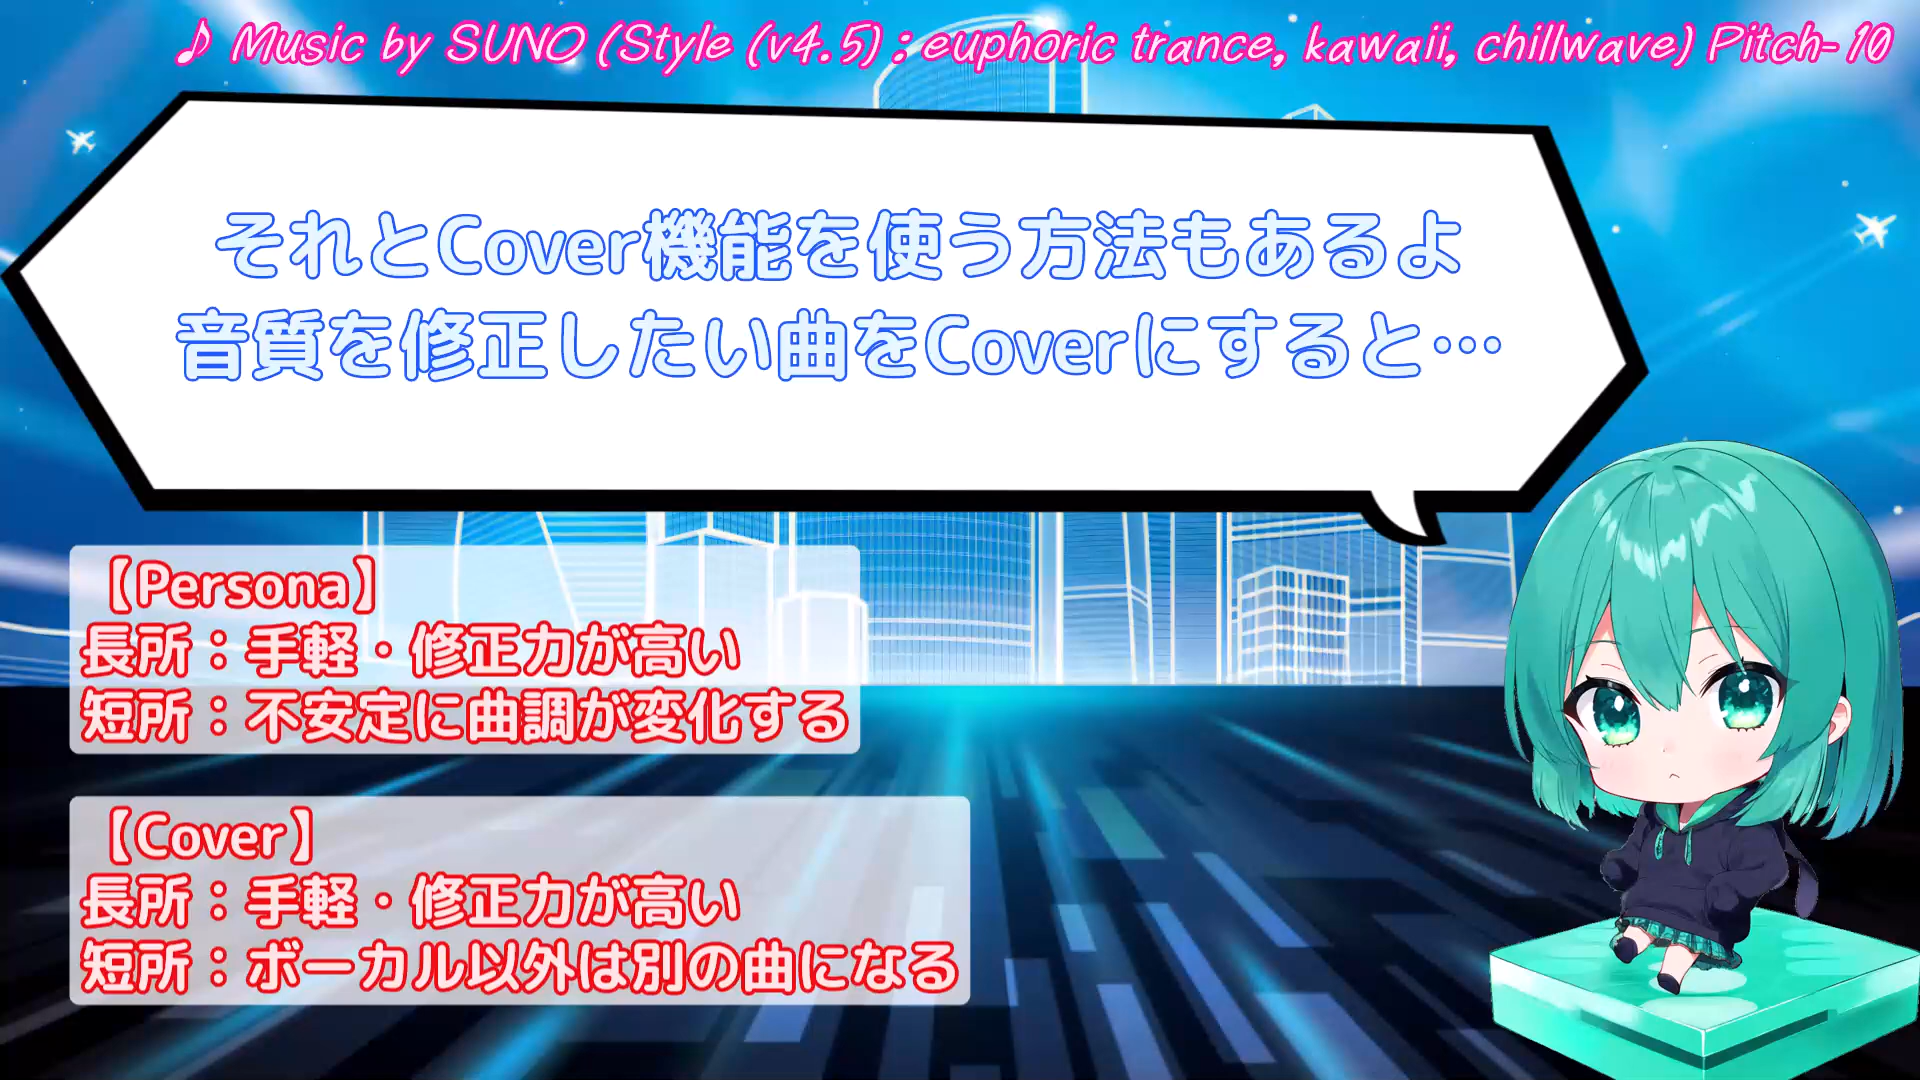 ♪ Music by SUNO (Style (v4.5) : euphoric trance, kawaii, chillwave) Pitch-10
それとCover機能を使う方法もあるよ
音質を修正したい曲をCoverにすると…
【Persona】
長所：手軽・修正力が高い
短所：不安定に曲調が変化する
【Cover】
長所：手軽・修正力が高い
短所：ボーカル以外は別の曲になる